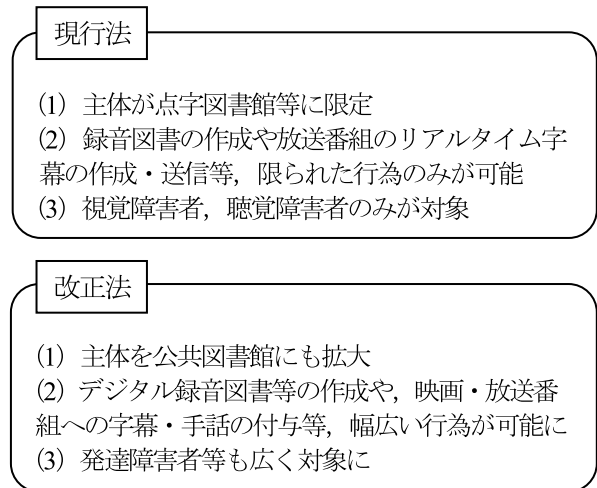 現行法
(1) 主体が点字図書館等に限定
(2) 録音図書の作成や放送番組のリアルタイム字
幕の作成・送信等，限られた行為のみが可能
(3) 視覚障害者，聴覚障害者のみが対象
改正法
(1) 主体を公共図書館にも拡大
(2) デジタル録音図書等の作成や，映画・放送番
組への字幕・手話の付与等，幅広い行為が可能に
(3) 発達障害者等も広く対象に